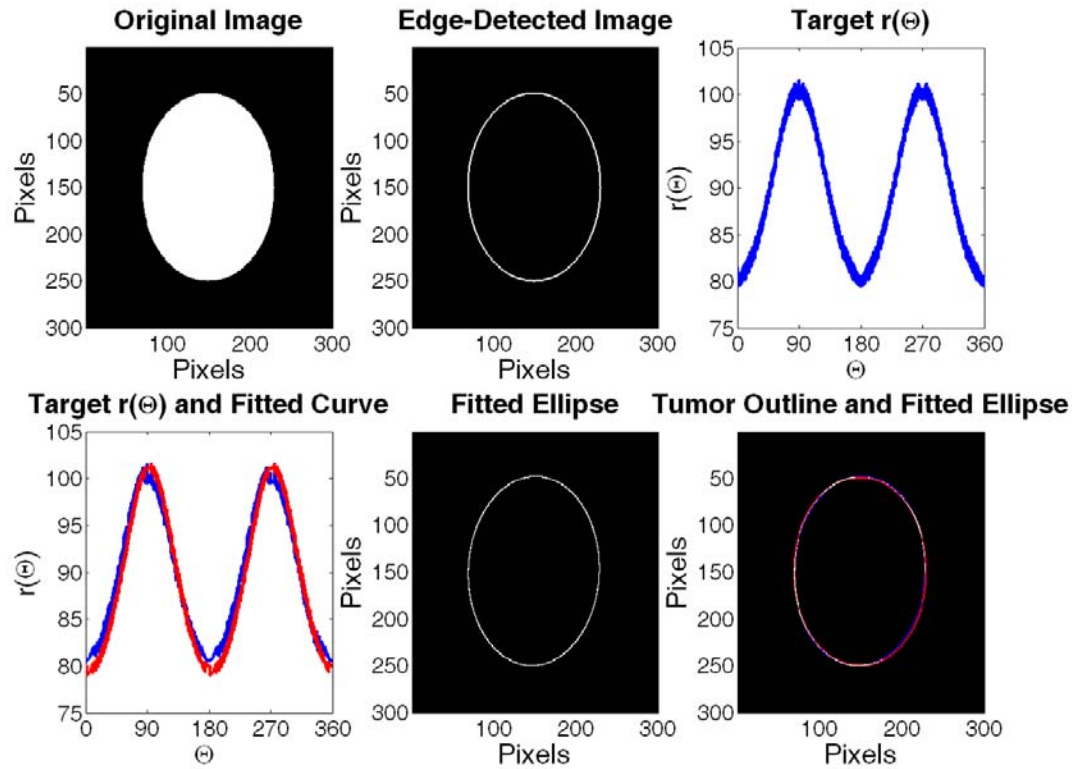 Original Image
50
100
150
200
250
300
Pixels
100 200 300
Pixels
Edge-Detected Image
50
100
150
200
250
300
Pixels
100 200 300
Pixels
Target r(Θ)
105
100
95
90
85
80
75
r(Θ)
0 90 180 270 360
Θ
Target r(Θ) and Fitted Curve
105
100
95
90
85
80
75
r(Θ)
0 90 180 270 360
Θ
Fitted Ellipse
50
100
150
200
250
300
Pixels
100 200 300
Pixels
Tumor Outline and Fitted Ellipse
50
100
150
200
250
300
Pixels
100 200 300
Pixels